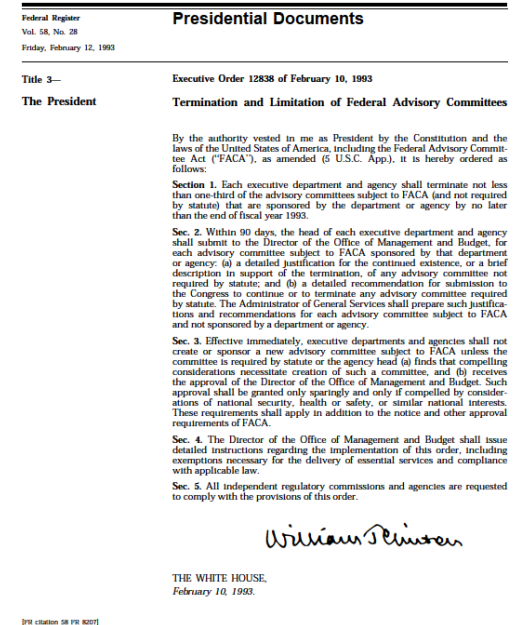 Federal Register
Vol. 58, No. 28
Friday, February 12, 1993
Presidential Documents
Title 3—
The President
Executive Order 12838 of February 10, 1993
Termination and Limitation of Federal Advisory Committees
By the authority vested in me as President by the Constitution and the
laws of the United States of America, including the Federal Advisory Commit-
tee Act (‘‘FACA’’), as amended (5 U.S.C. App.), it is hereby ordered as
follows:
Section 1. Each executive department and agency shall terminate not less
than one-third of the advisory committees subject to FACA (and not required
by statute) that are sponsored by the department or agency by no later
than the end of fiscal year 1993.
Sec. 2. Within 90 days, the head of each executive department and agency
shall submit to the Director of the Office of Management and Budget, for
each advisory committee subject to FACA sponsored by that department
or agency: (a) a detailed justification for the continued existence, or a brief
description in support of the termination, of any advisory committee not
required by statute; and (b) a detailed recommendation for submission to
the Congress to continue or to terminate any advisory committee required
by statute. The Administrator of General Services shall prepare such justifica-
tions and recommendations for each advisory committee subject to FACA
and not sponsored by a department or agency.
Sec. 3. Effective immediately, executive departments and agencies shall not
create or sponsor a new advisory committee subject to FACA unless the
committee is required by statute or the agency head (a) finds that compelling
considerations necessitate creation of such a committee, and (b) receives
the approval of the Director of the Office of Management and Budget. Such
approval shall be granted only sparingly and only if compelled by consider-
ations of national security, health or safety, or similar national interests.
These requirements shall apply in addition to the notice and other approval
requirements of FACA.
Sec. 4. The Director of the Office of Management and Budget shall issue
detailed instructions regarding the implementation of this order, including
exemptions necessary for the delivery of essential services and compliance
with applicable law.
Sec. 5. All independent regulatory commissions and agencies are requested
to comply with the provisions of this order.
William J Clinton
THE WHITE HOUSE,
February 10, 1993.
[FR citation 58 FR 8207]